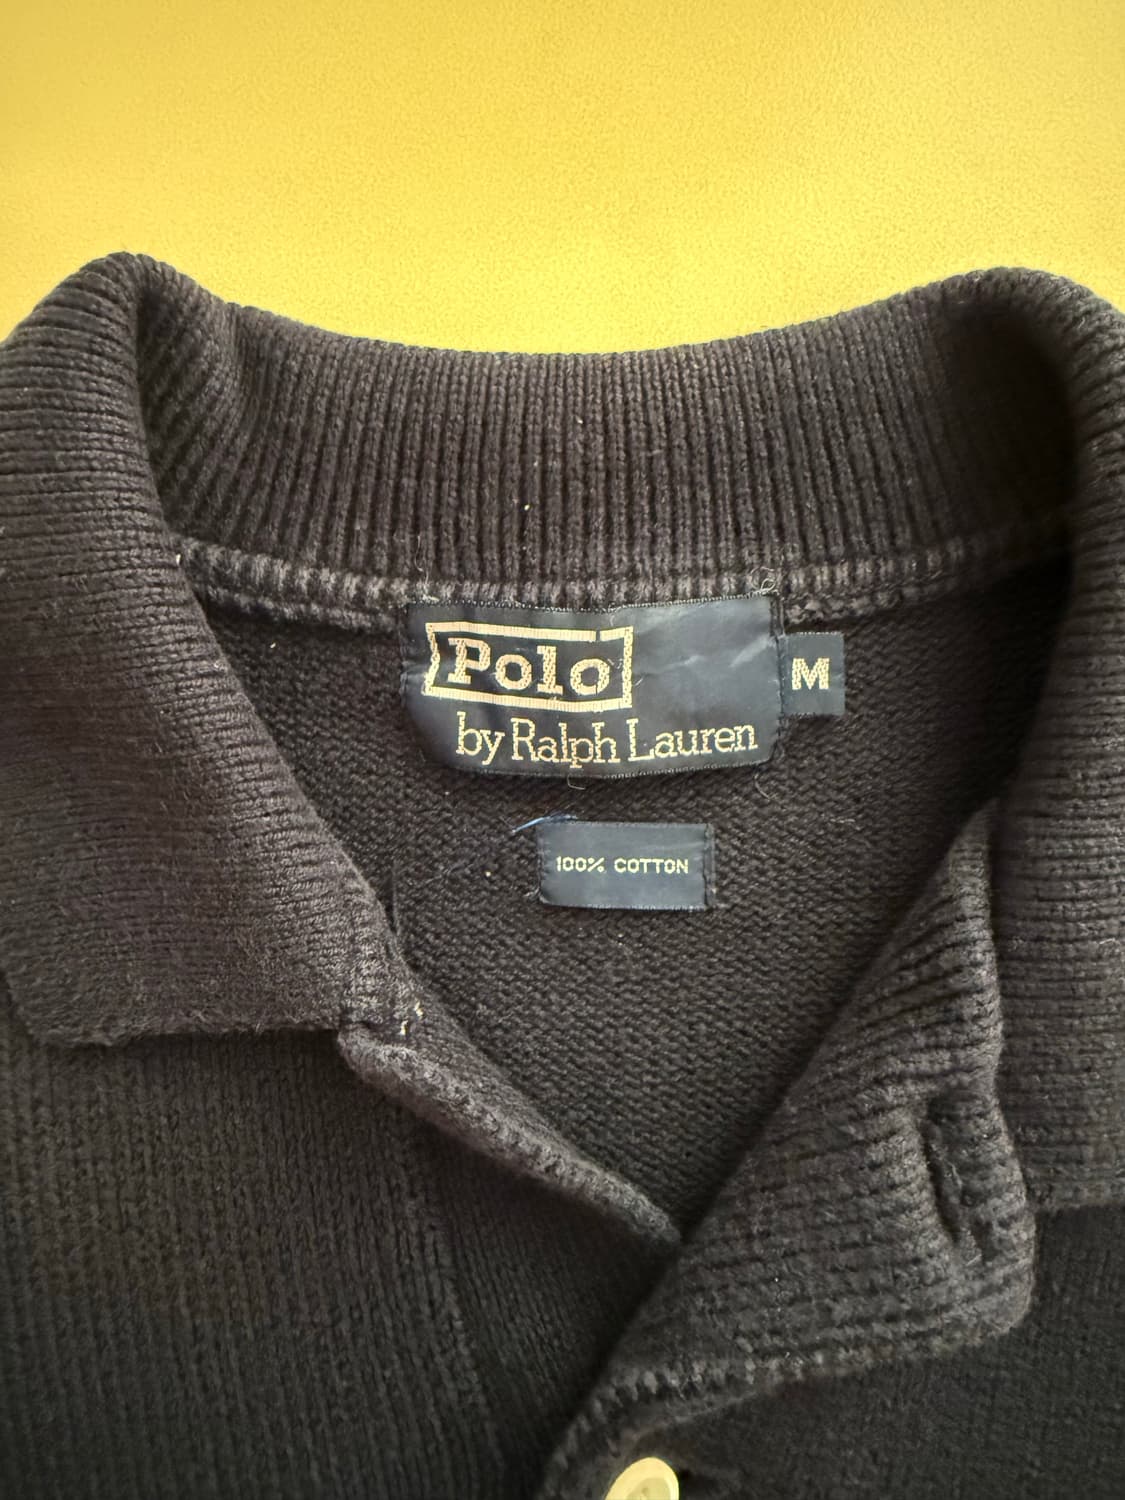 Polo
by Ralph Lauren
M
100% COTTON